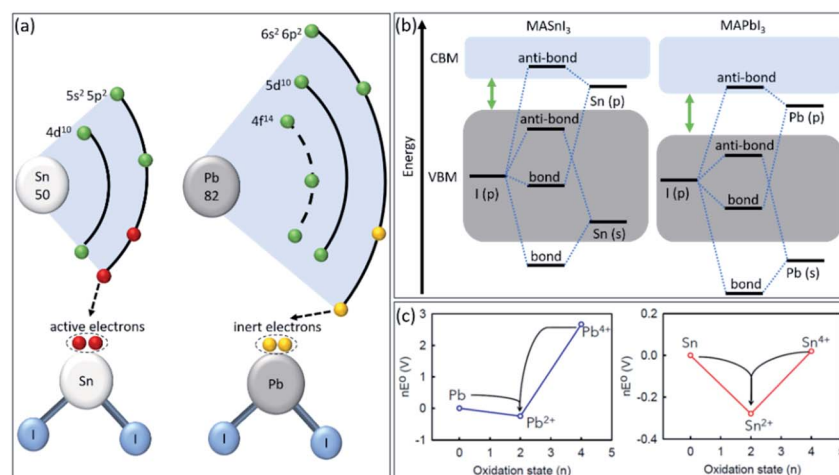 (a)
6s² 6p²
5s² 5p²
5d¹⁰
4d¹⁰
4f¹⁴
Sn
50
Pb
82
active electrons
inert electrons
Sn
Pb
I
I
I
I
(b)
MASnI₃
MAPbI₃
CBM
VBM
Energy
anti-bond
Sn (p)
anti-bond
I (p)
bond
Sn (s)
bond
anti-bond
Pb (p)
anti-bond
I (p)
bond
Pb (s)
bond
(c)
nEº (V)
3
2
1
0
-1
Pb
Pb²⁺
Pb⁴⁺
0
2
4
5
Oxidation state (n)
nEº (V)
0.0
-0.2
-0.4
Sn
Sn²⁺
Sn⁴⁺
0
1
2
3
4
Oxidation state (n)